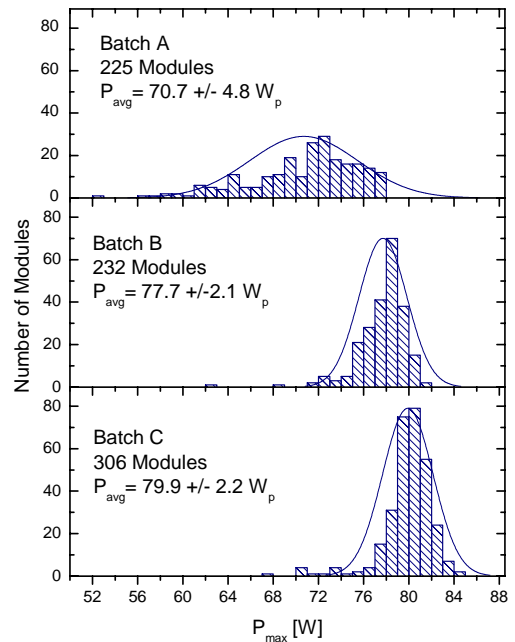 80
60
40
20
0
Batch A
225 Modules
P_avg = 70.7 +/- 4.8 W_p
80
60
40
20
0
Batch B
232 Modules
P_avg = 77.7 +/-2.1 W_p
80
60
40
20
0
Batch C
306 Modules
P_avg = 79.9 +/- 2.2 W_p
Number of Modules
52 56 60 64 68 72 76 80 84 88
P_max [W]